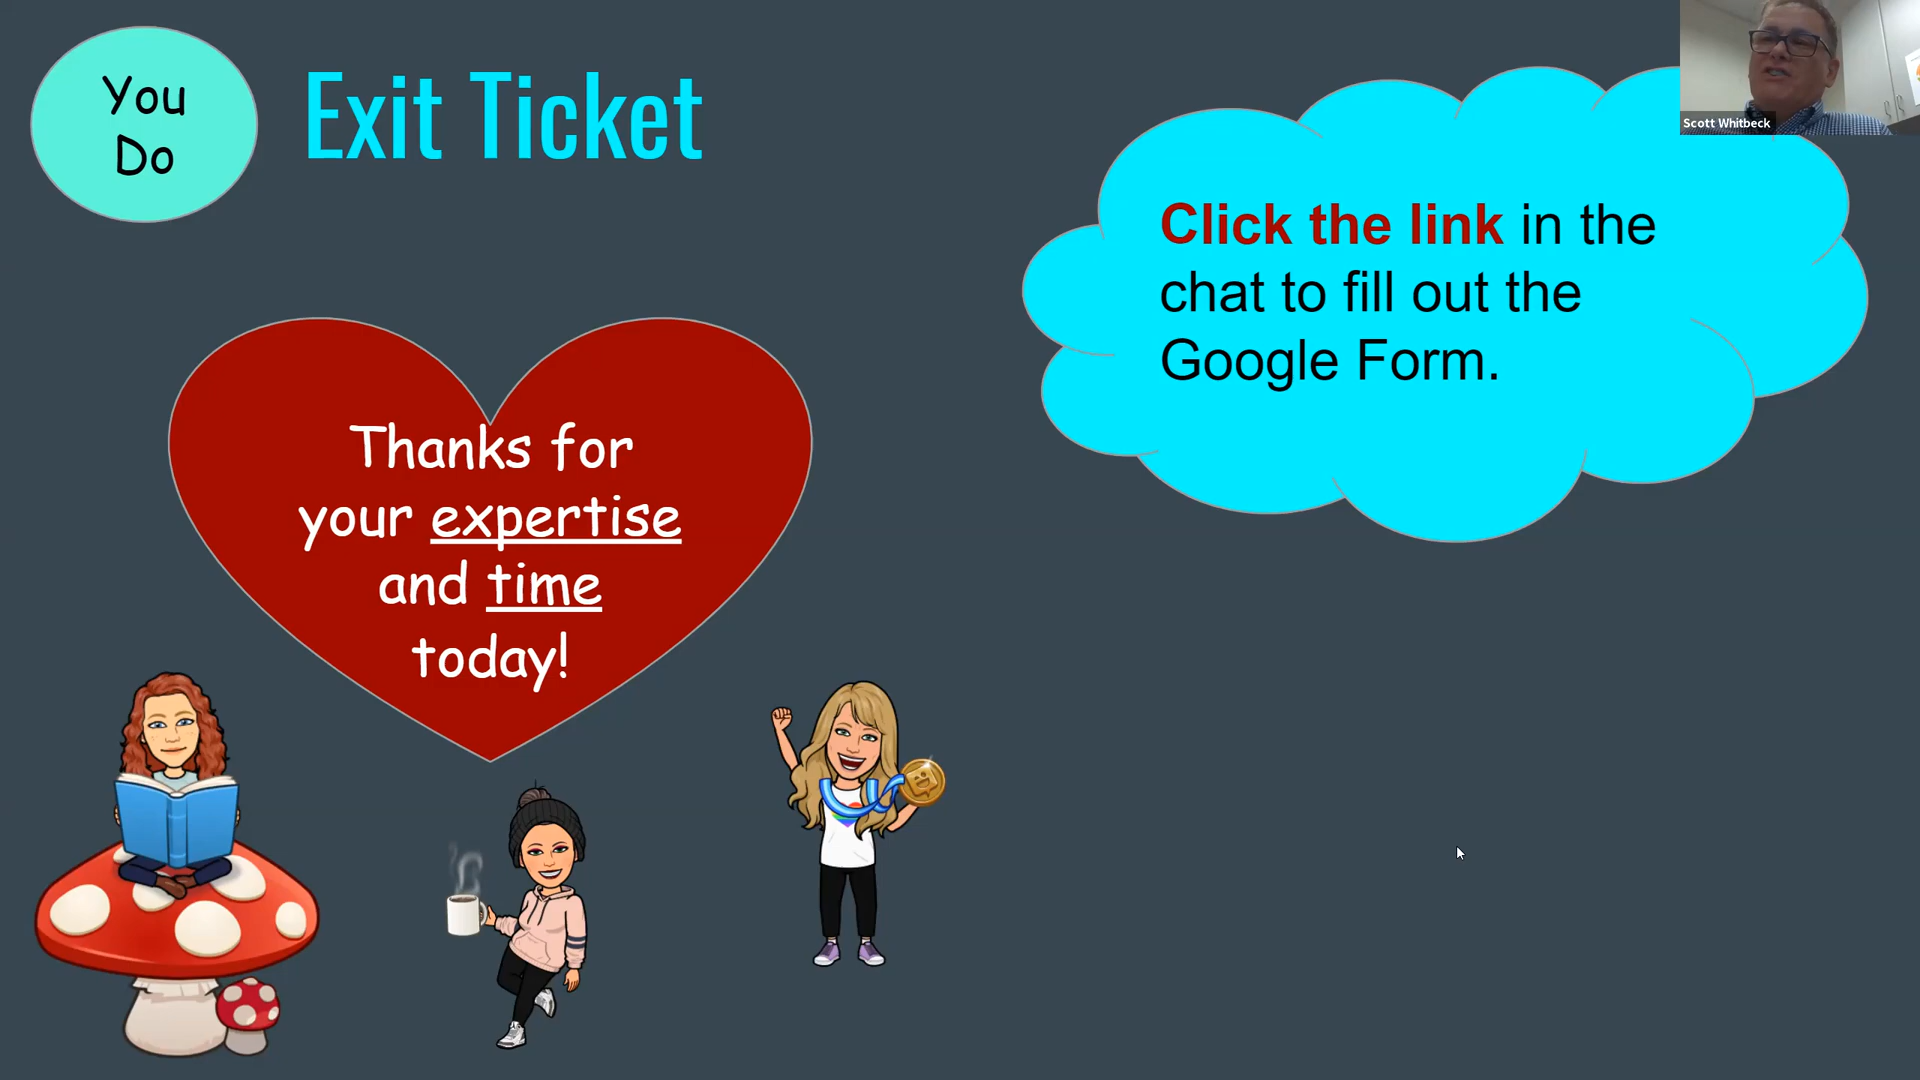 You
Do
Exit Ticket
Scott Whitbeck
Click the link in the
chat to fill out the
Google Form.
Thanks for
your expertise
and time
today!